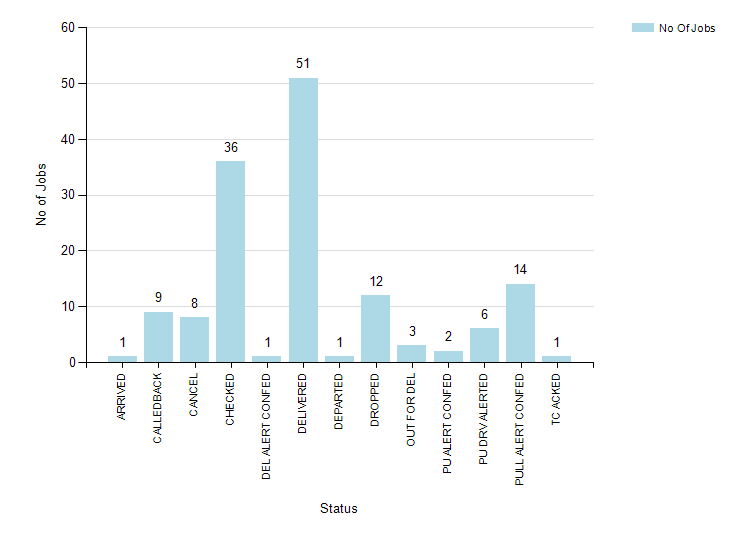 No Of Jobs
60
50
40
30
20
10
0
No of Jobs
1
9
8
36
1
51
1
12
3
2
6
14
1
ARRIVED
CALLEDBACK
CANCEL
CHECKED
DEL ALERT CONFED
DELIVERED
DEPARTED
DROPPED
OUT FOR DEL
PU ALERT CONFED
PU DRV ALERTED
PULL ALERT CONFED
TC ACKED
Status